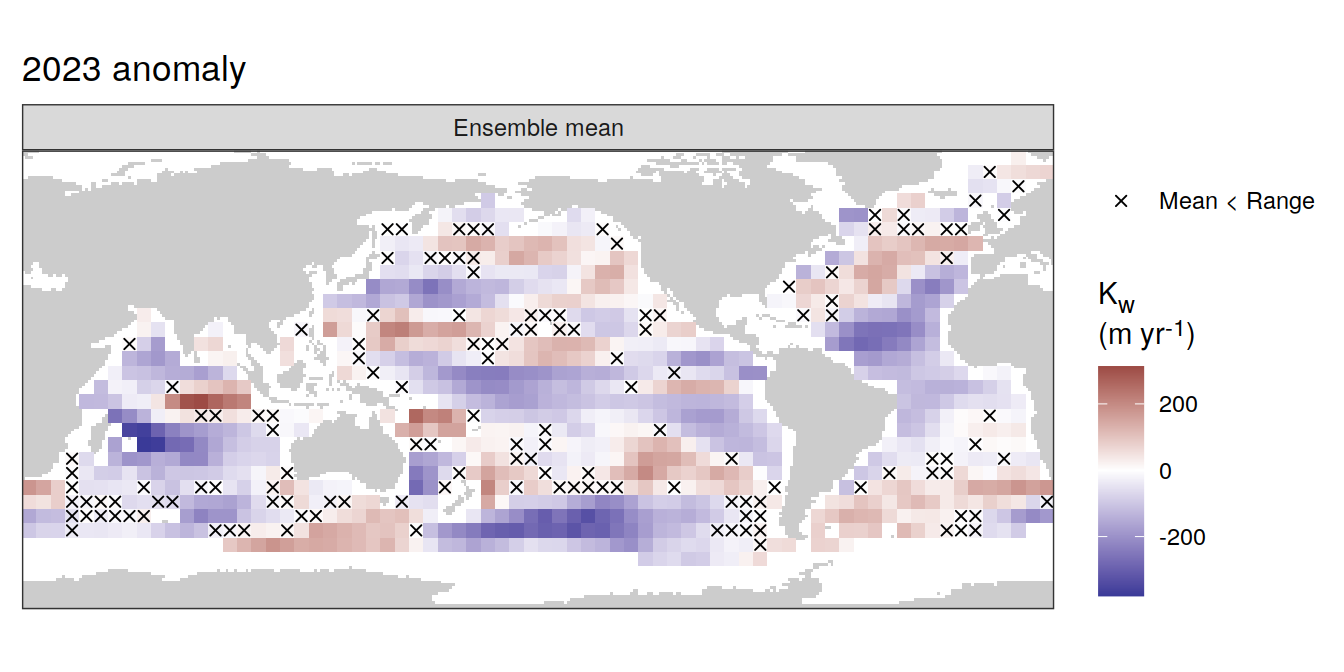 2023 anomaly
Ensemble mean
Mean < Range
Kw
(m yr-1)
200
0
-200